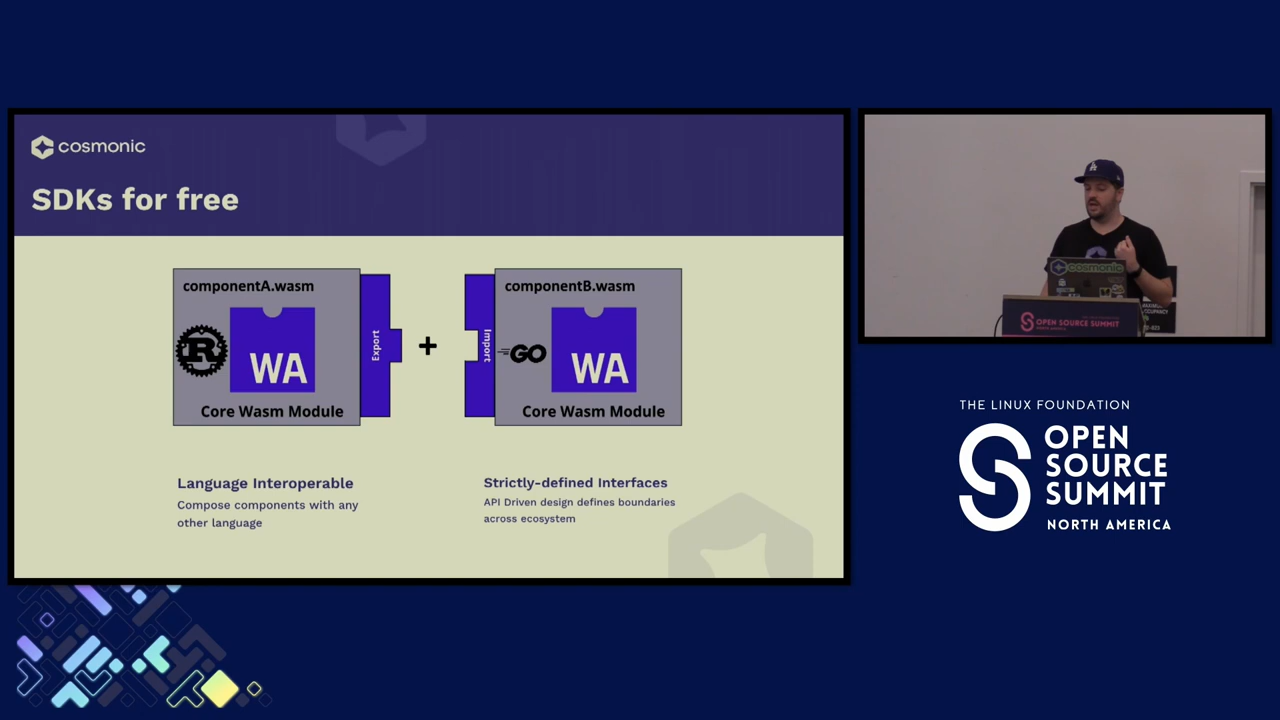 cosmonic
SDKs for free
componentA.wasm
R
WA
Core Wasm Module
Export
+
Import
componentB.wasm
GO
WA
Core Wasm Module
Language Interoperable
Compose components with any
other language
Strictly-defined Interfaces
API Driven design defines boundaries
across ecosystem
LA
cosmonic
OPEN SOURCE SUMMIT
THE LINUX FOUNDATION
OPEN
SOURCE
SUMMIT
NORTH AMERICA